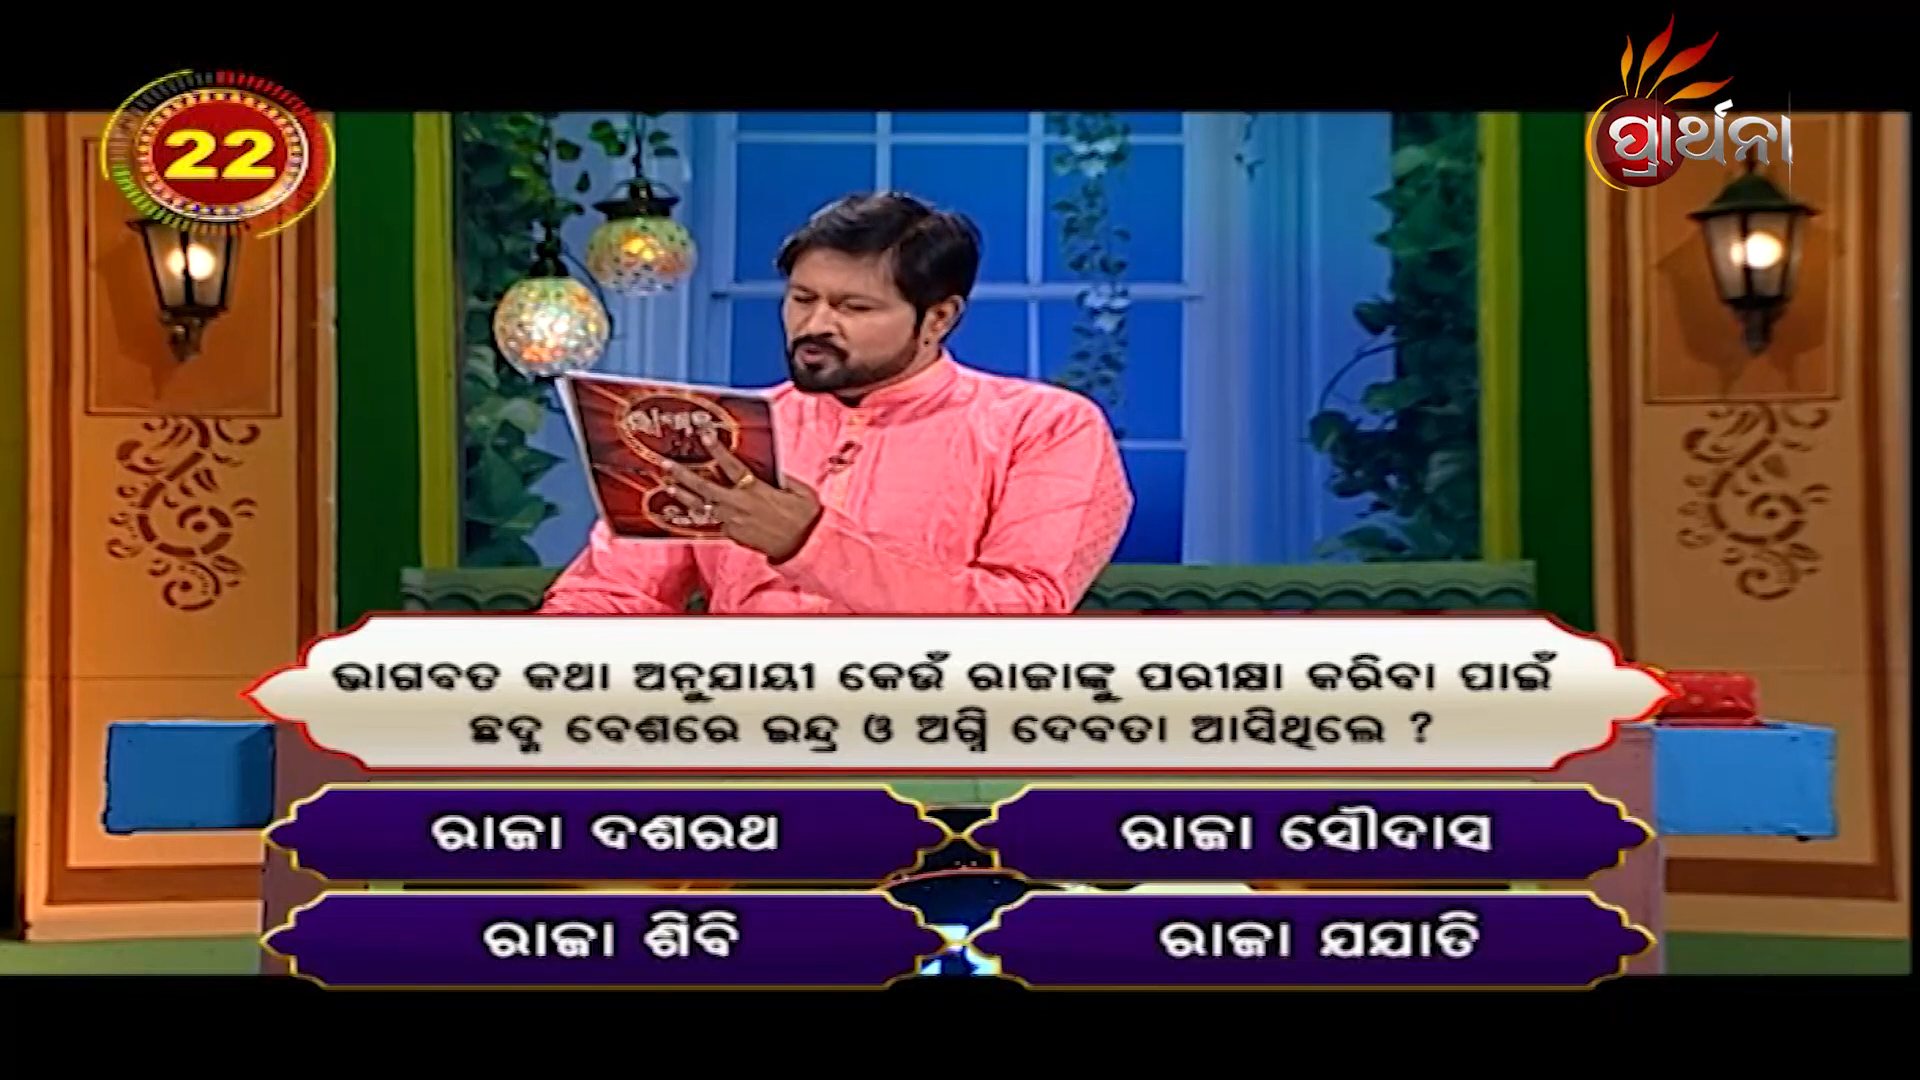 22
ପ୍ରାର୍ଥନା
ଭାଗବତ କଥା ଅନୁଯାୟୀ କେଉଁ ରାଜାଙ୍କୁ ପରୀକ୍ଷା କରିବା ପାଇଁ
ଛଦ୍ମ ବେଶରେ ଇନ୍ଦ୍ର ଓ ଅଗ୍ନି ଦେବତା ଆସିଥିଲେ ?
ରାଜା ଦଶରଥ
ରାଜା ସୌଦାସ
ରାଜା ଶିବି
ରାଜା ଯଯାତି